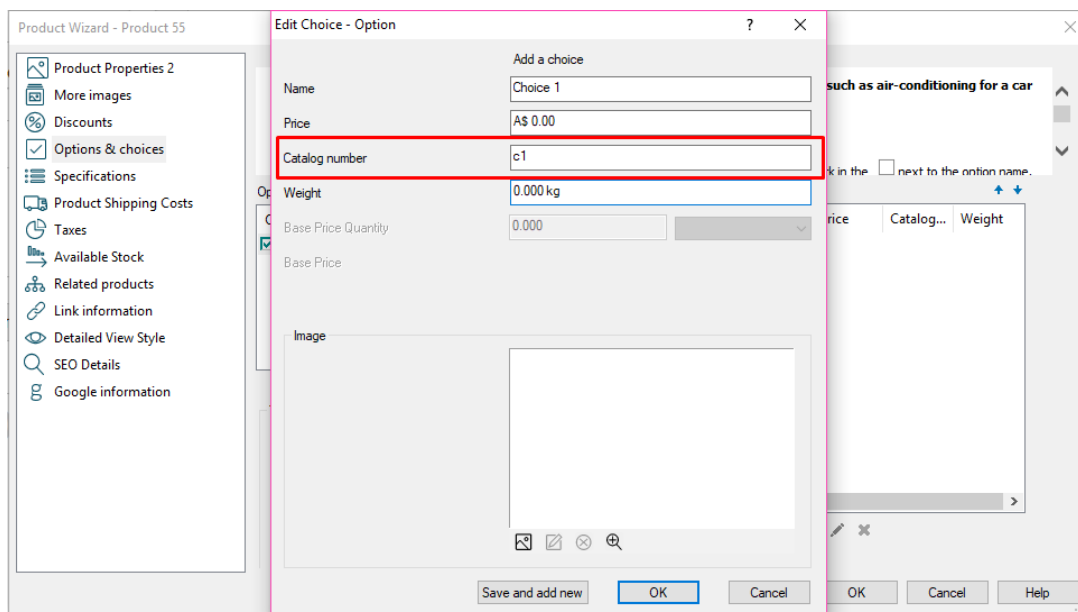 Product Wizard - Product 55
Product Properties 2
More images
Discounts
Options & choices
Specifications
Product Shipping Costs
Taxes
Available Stock
Related products
Link information
Detailed View Style
SEO Details
Google information
Edit Choice - Option
?
Add a choice
Name
Choice 1
Price
A$ 0.00
Catalog number
c1
Weight
0.000 kg
Base Price Quantity
0.000
Base Price
Image
Save and add new
OK
Cancel
such as air-conditioning for a car
in the next to the option name.
Catalog... Weight
OK
Cancel
Help